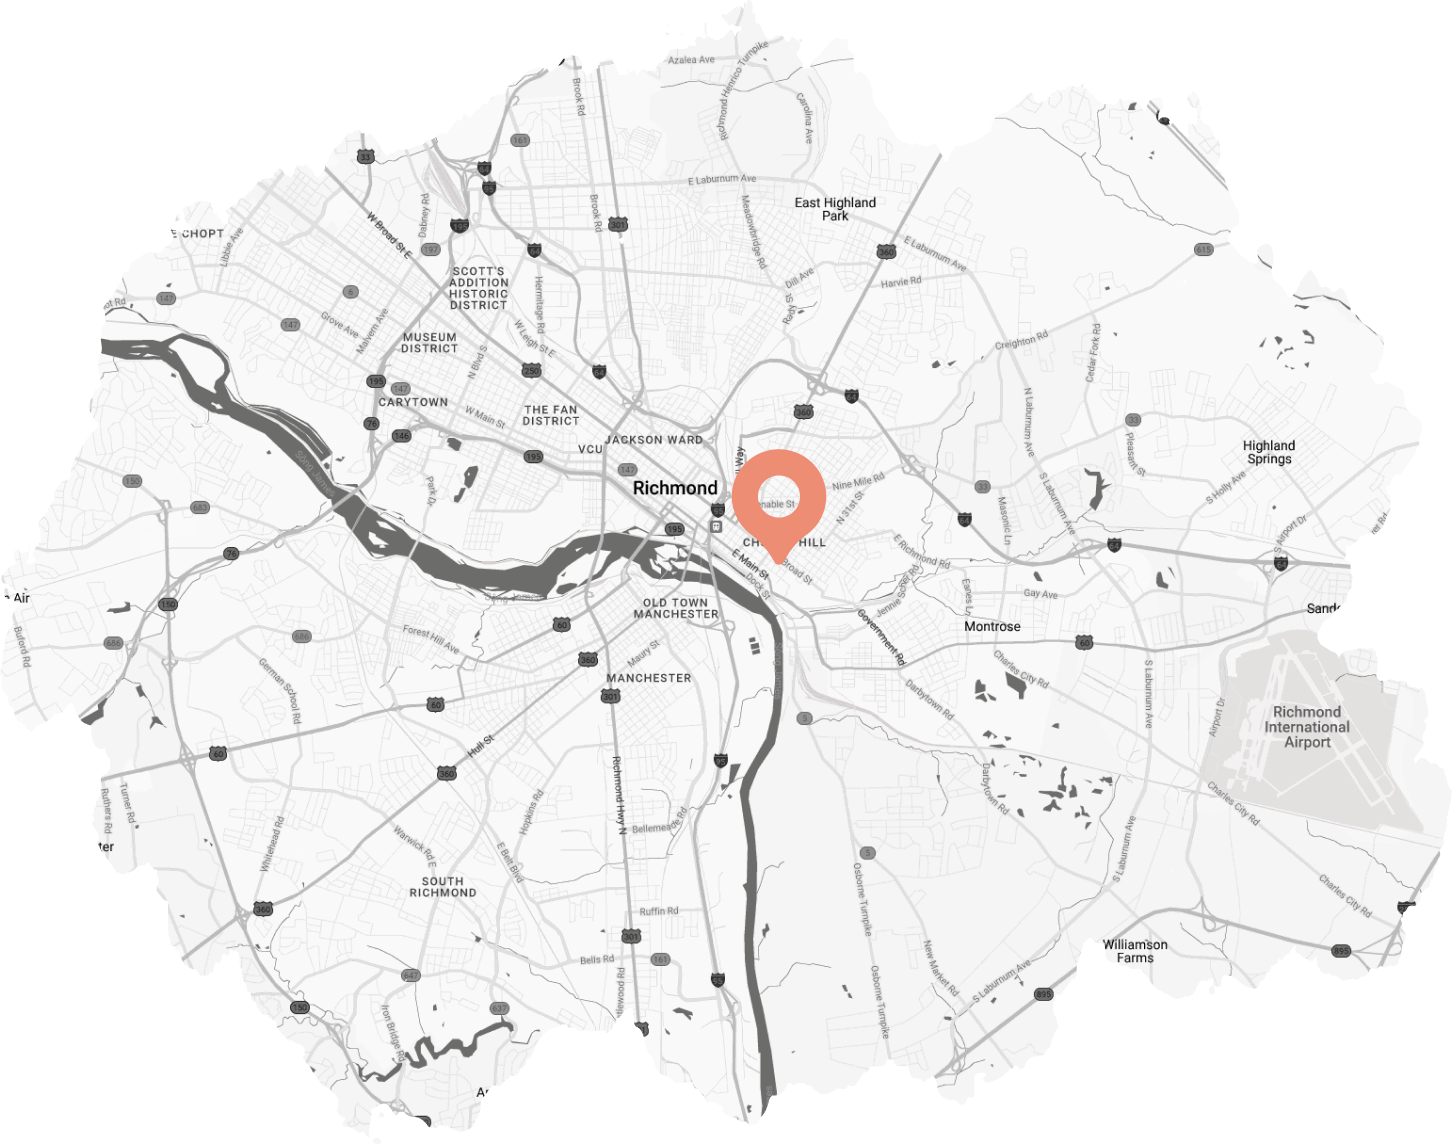 Azalea Ave
Richmond Henrico Turnpike
Brook Rd
Carolina Ave
161
33
E Laburnum Ave
Dabney Rd
Brook Rd
Meadowbridge Rd
East Highland
Park
W Broad St E
301
E CHOPT
Libbie Ave
197
360
E Laburnum Ave
615
SCOTT'S
ADDITION
HISTORIC
DISTRICT
Hermitage Rd
Dill Ave
Harvie Rd
147
6
Rady St
Grove Ave
147
Malvern Ave
MUSEUM
DISTRICT
W Leigh St E
N Blvd S
Creighton Rd
Cedar Fork Rd
250
195
147
CARYTOWN
W Main St
THE FAN
DISTRICT
360
N Laburnum Ave
33
76
146
VCU
JACKSON WARD
Way
Pleasant St
Highland
Springs
195
147
Richmond
150
Park Dr
Nine Mile Rd
N 31st St
33
S Holly Ave
683
nable St
Masonic Ln
S Laburnum Ave
195
CH
HILL
S Airport Dr
ne Rd
76
E Main St
Broad St
E Richmond Rd
Dock St
Jennie Scher Rd
Eanes Ln
Gay Ave
Air
150
OLD TOWN
MANCHESTER
60
Sands
Buford Rd
686
686
Forest Hill Ave
Government Rd
Montrose
60
Maury St
360
German School Rd
MANCHESTER
301
Charles City Rd
S Laburnum Ave
60
Darbytown Rd
5
Airport Dr
Richmond
International
Airport
60
Hull St
360
Richmond Hwy N
Ruthers Rd
Turner Rd
Hopkins Rd
Darbytown Rd
Charles City Rd
95
Bellemeade Rd
ter
Whitehead Rd
Warwick Rd E
E Belt Blvd
5
S Laburnum Ave
SOUTH
RICHMOND
Osborne Turnpike
Charles City Rd
360
Ruffin Rd
301
Bells Rd
161
New Market Rd
Williamson
Farms
895
647
S Laburnum Ave
895
Osborne Turnpike
150
637
Iron Bridge Rd